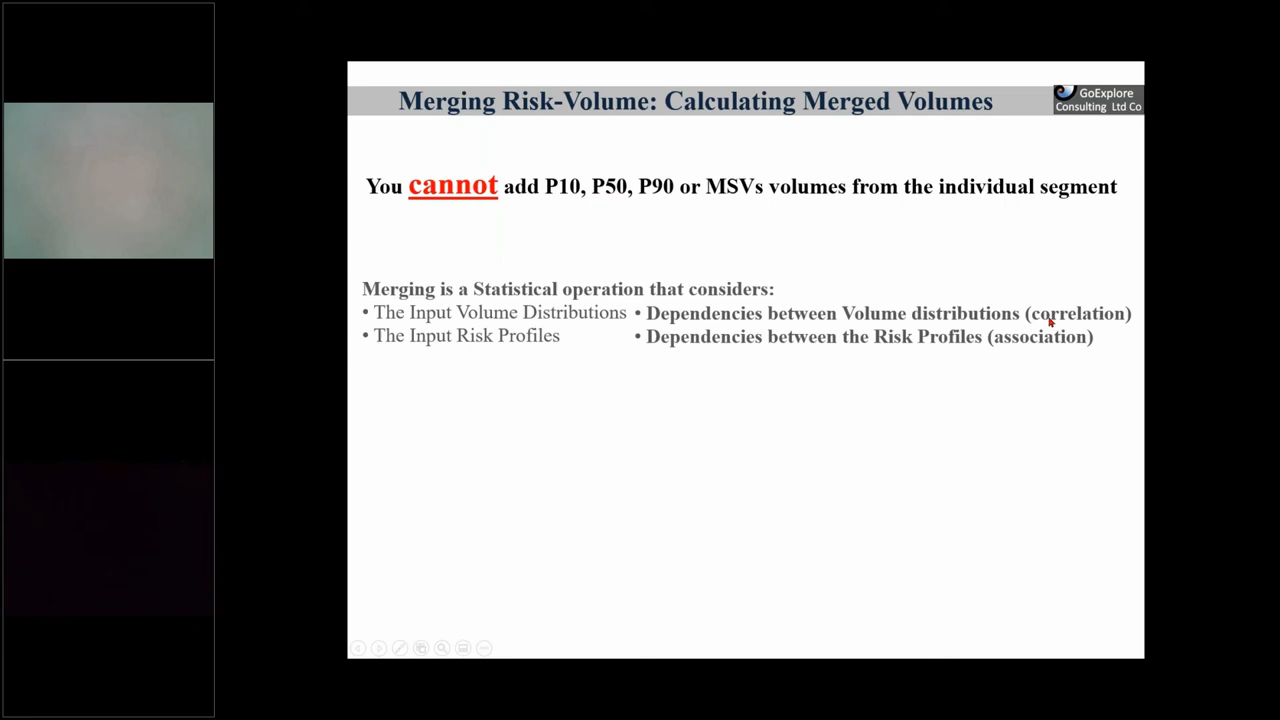 Merging Risk-Volume: Calculating Merged Volumes
GoExplore
Consulting Ltd Co
You cannot add P10, P50, P90 or MSVs volumes from the individual segment
Merging is a Statistical operation that considers:
• The Input Volume Distributions
• The Input Risk Profiles
• Dependencies between Volume distributions (correlation)
• Dependencies between the Risk Profiles (association)